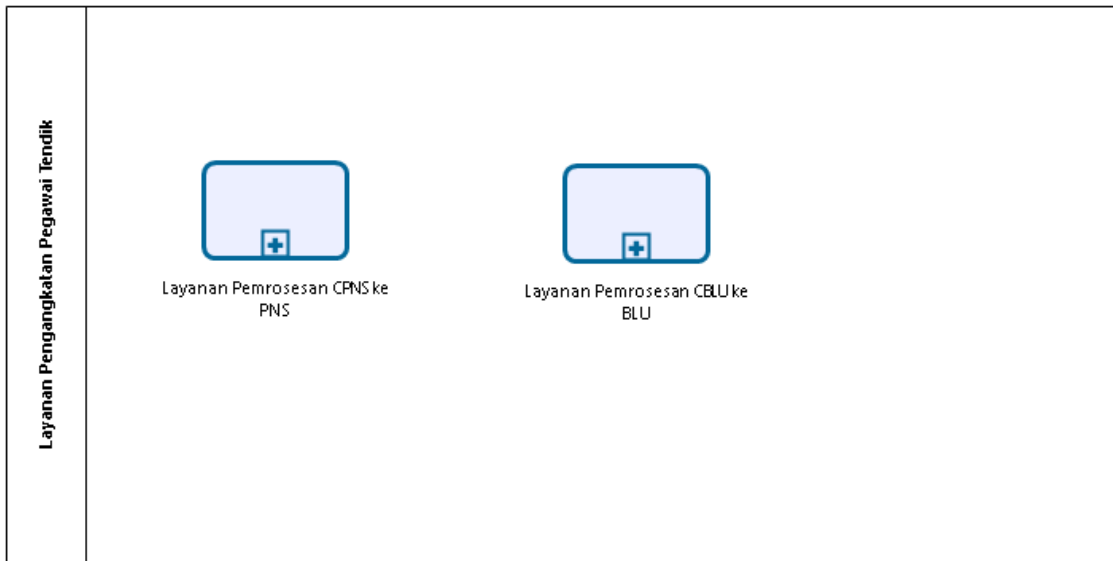 Layanan Pengangkatan Pegawai Tendik
Layanan Pemrosesan CPNS ke
PNS
Layanan Pemrosesan CBLU ke
BLU